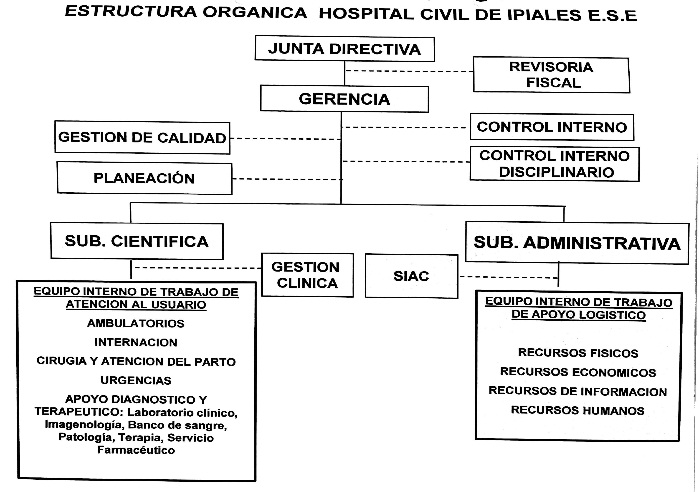 ESTRUCTURA ORGANICA HOSPITAL CIVIL DE IPIALES E.S.E
JUNTA DIRECTIVA
REVISORIA
FISCAL
GERENCIA
GESTION DE CALIDAD
CONTROL INTERNO
CONTROL INTERNO
DISCIPLINARIO
PLANEACIÓN
SUB. CIENTIFICA
SUB. ADMINISTRATIVA
GESTION
CLINICA
SIAC
EQUIPO INTERNO DE TRABAJO DE
ATENCION AL USUARIO
AMBULATORIOS
INTERNACION
CIRUGIA Y ATENCION DEL PARTO
URGENCIAS
APOYO DIAGNOSTICO Y
TERAPEUTICO: Laboratorio clínico,
Imagenología, Banco de sangre,
Patología, Terapia, Servicio
Farmacéutico
EQUIPO INTERNO DE TRABAJO
DE APOYO LOGISTICO
RECURSOS FISICOS
RECURSOS ECONOMICOS
RECURSOS DE INFORMACION
RECURSOS HUMANOS